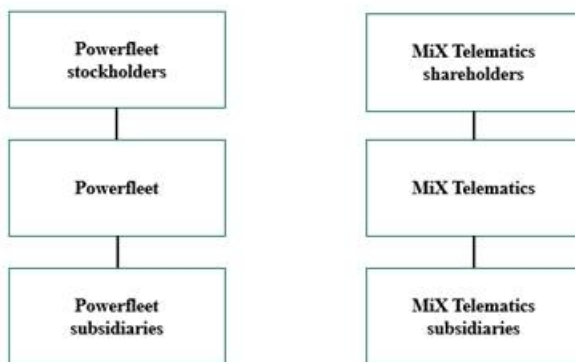 Powerfleet
stockholders
MiX Telematics
shareholders
Powerfleet
MiX Telematics
Powerfleet
subsidiaries
MiX Telematics
subsidiaries